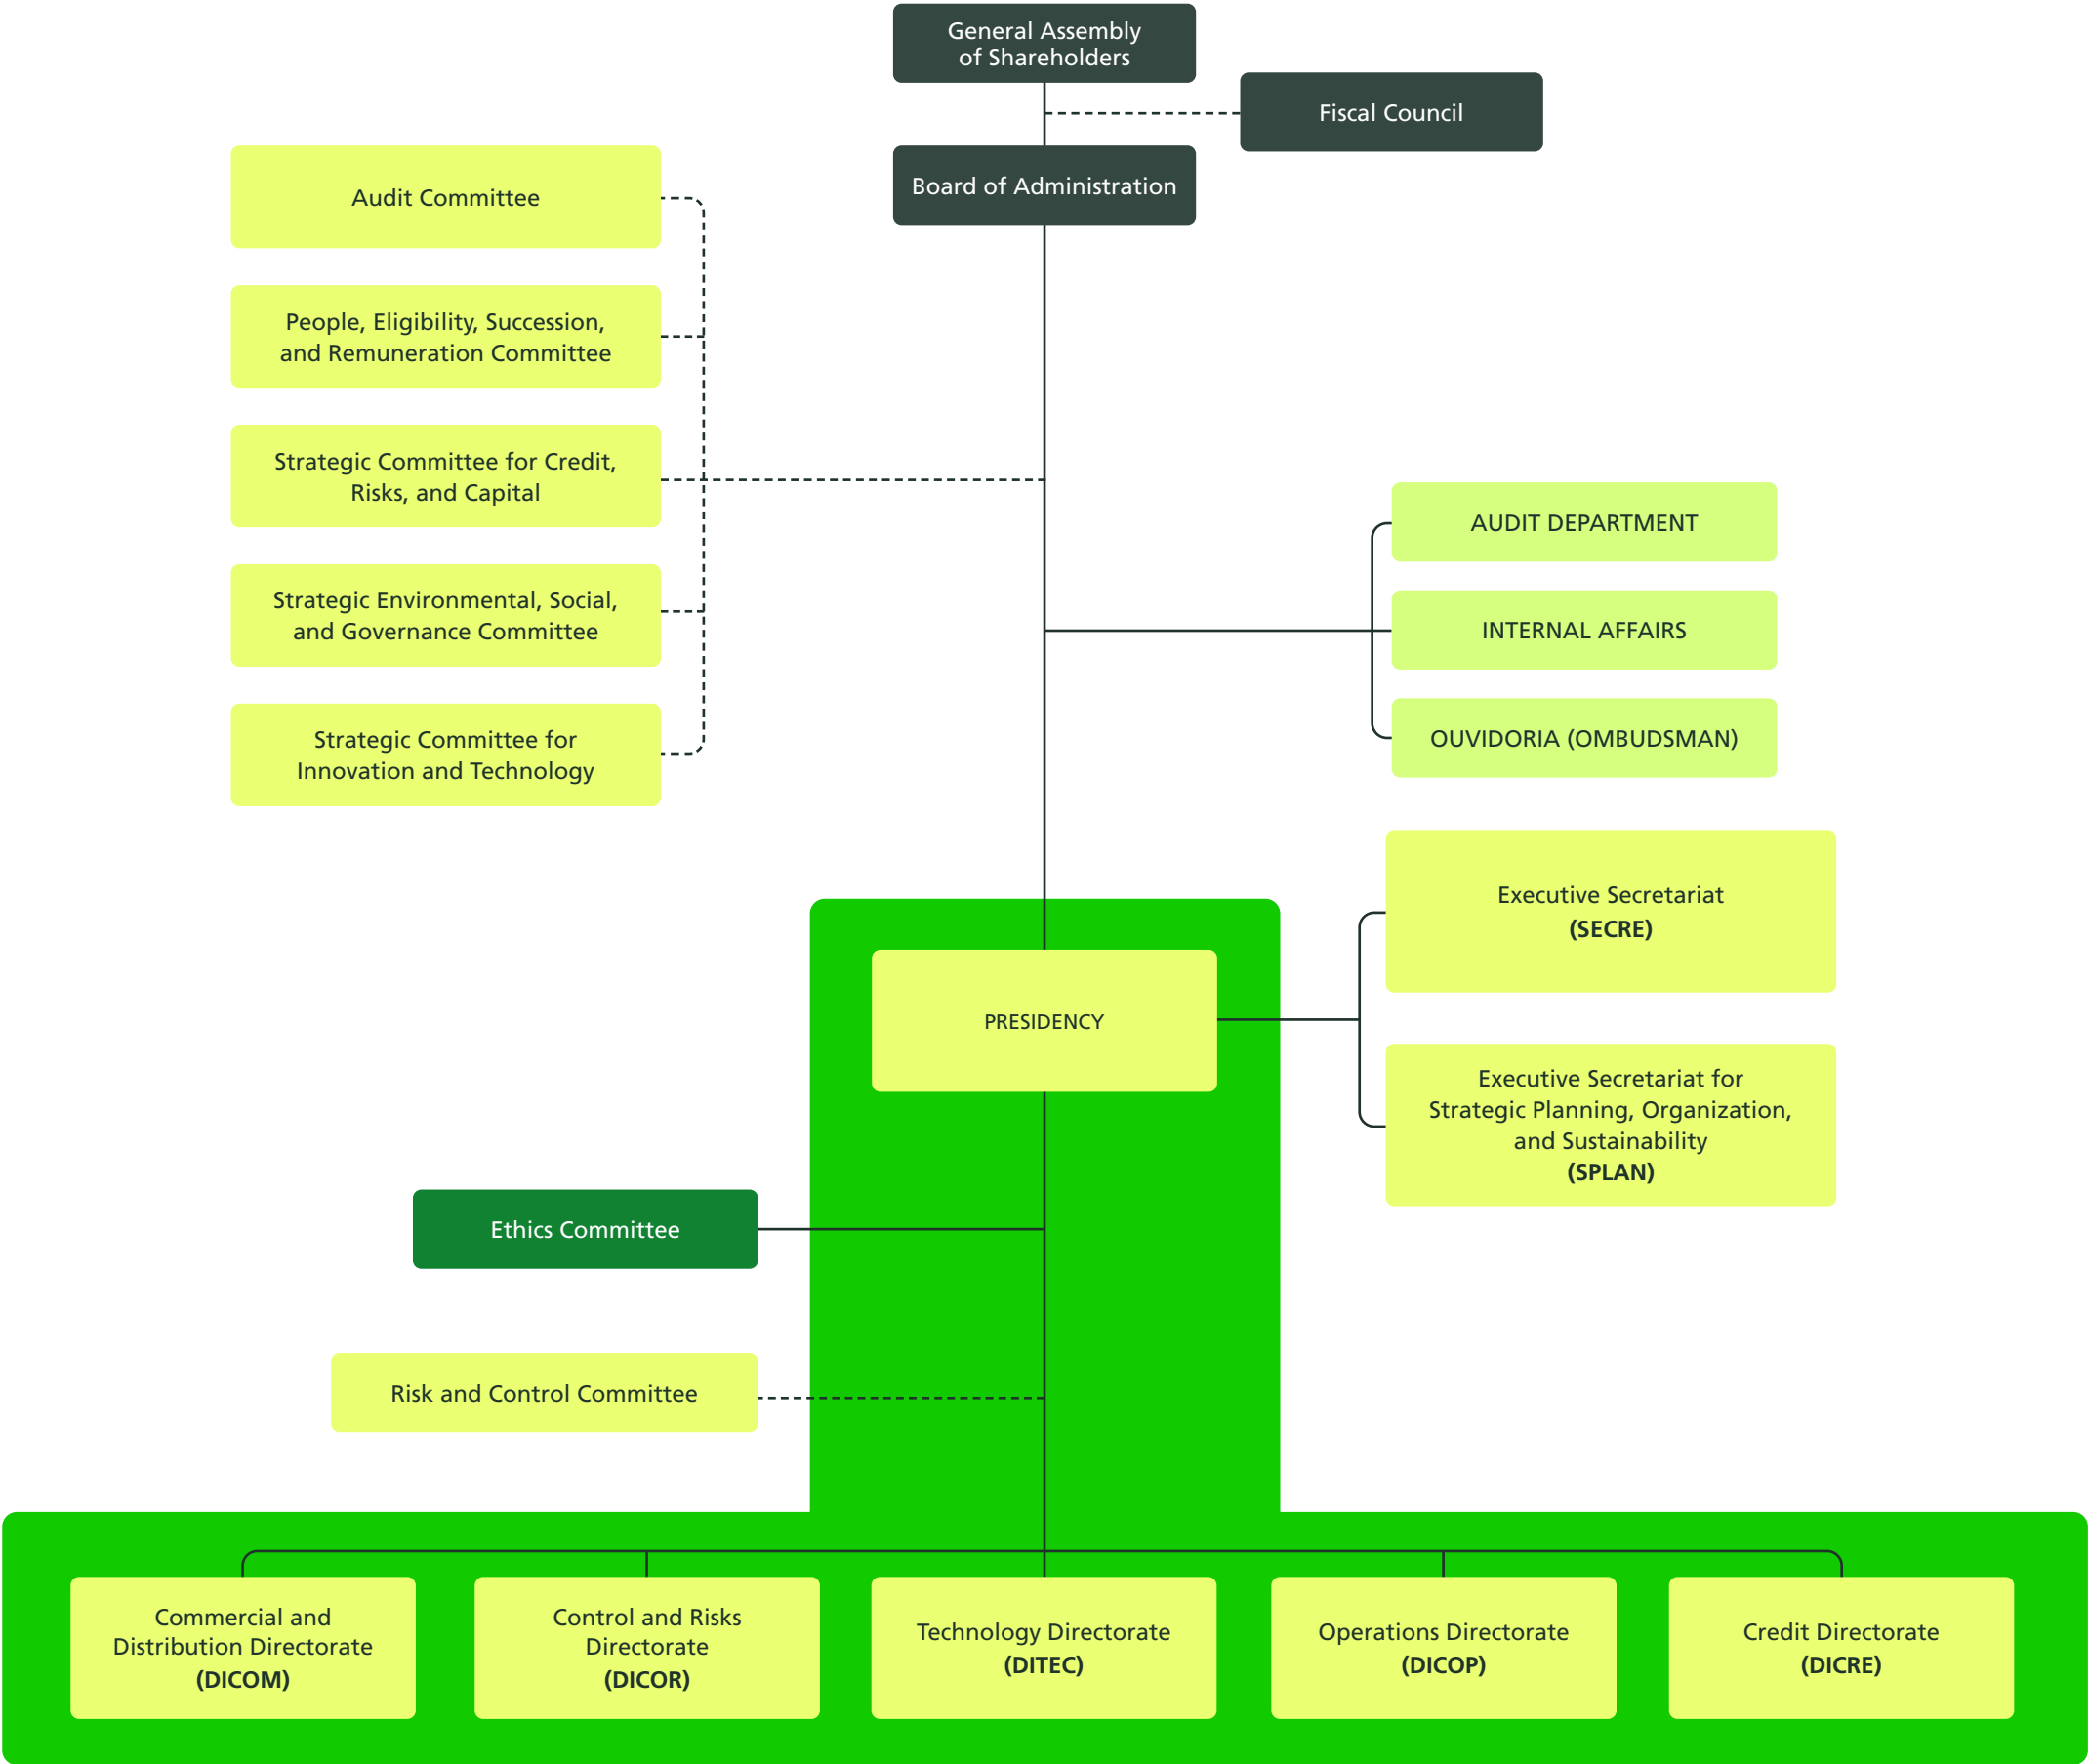 General Assembly
of Shareholders
Fiscal Council
Board of Administration
Audit Committee
People, Eligibility, Succession,
and Remuneration Committee
Strategic Committee for Credit,
Risks, and Capital
Strategic Environmental, Social,
and Governance Committee
Strategic Committee for
Innovation and Technology
AUDIT DEPARTMENT
INTERNAL AFFAIRS
OUVIDORIA (OMBUDSMAN)
Executive Secretariat
(SECRE)
PRESIDENCY
Executive Secretariat for
Strategic Planning, Organization,
and Sustainability
(SPLAN)
Ethics Committee
Risk and Control Committee
Commercial and
Distribution Directorate
(DICOM)
Control and Risks
Directorate
(DICOR)
Technology Directorate
(DITEC)
Operations Directorate
(DICOP)
Credit Directorate
(DICRE)